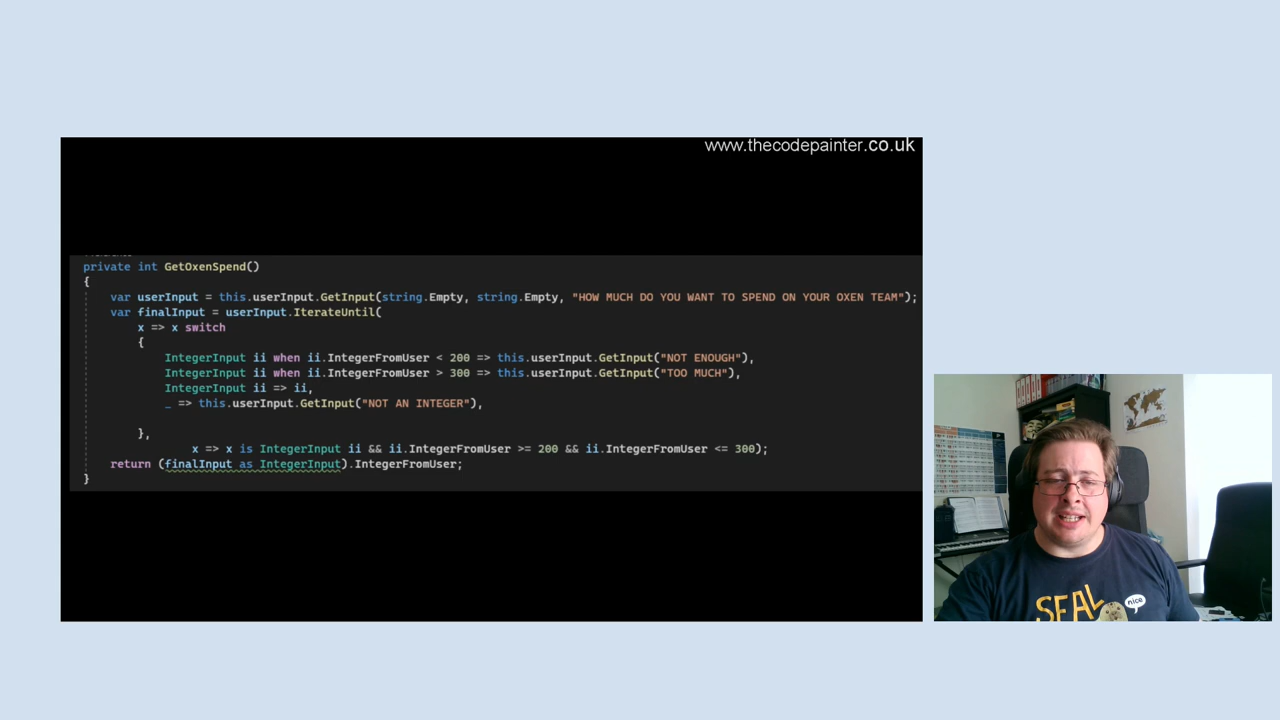 www.thecodepainter.co.uk
private int GetOxenSpend()
{
var userInput = this.userInput.GetInput(string.Empty, string.Empty, "HOW MUCH DO YOU WANT TO SPEND ON YOUR OXEN TEAM");
var finalInput = userInput.IterateUntil(
x => x switch
{
IntegerInput ii when ii.IntegerFromUser < 200 => this.userInput.GetInput("NOT ENOUGH"),
IntegerInput ii when ii.IntegerFromUser > 300 => this.userInput.GetInput("TOO MUCH"),
IntegerInput ii => ii,
_ => this.userInput.GetInput("NOT AN INTEGER"),
},
x => x is IntegerInput ii && ii.IntegerFromUser >= 200 && ii.IntegerFromUser <= 300);
return (finalInput as IntegerInput).IntegerFromUser;
}
SEAL
nice